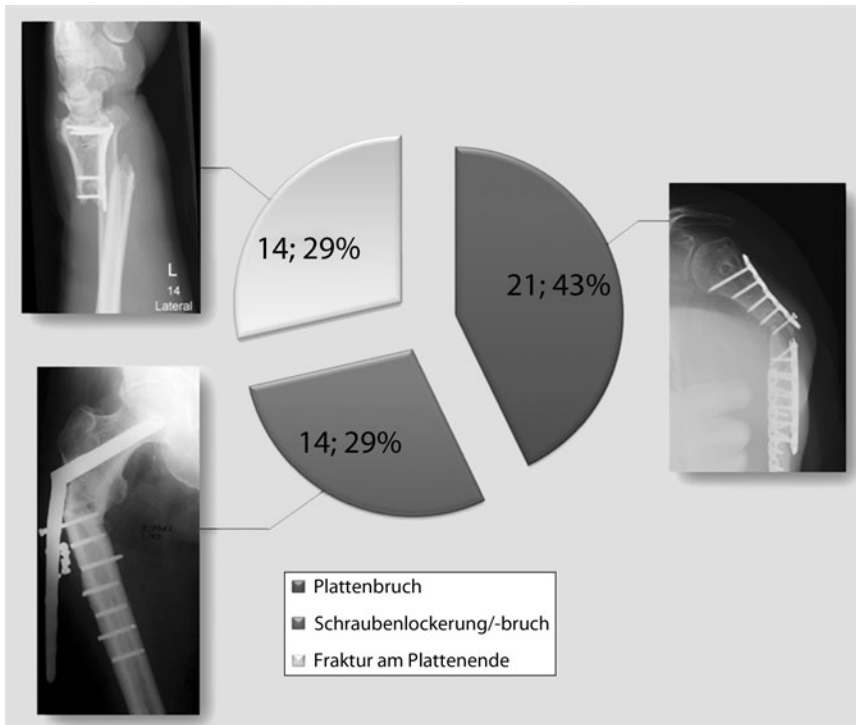 L
14
Lateral
14; 29%
21; 43%
14; 29%
Plattenbruch
Schraubenlockerung/-bruch
Fraktur am Plattenende